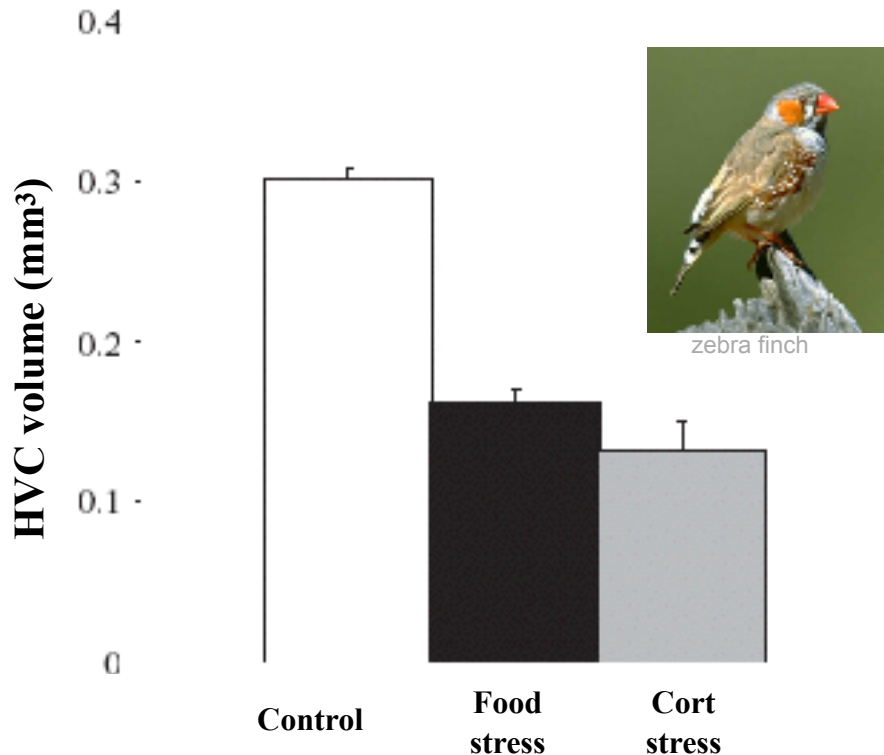 0.4
0.3
0.2
0.1
0
HVC volume (mm³)
zebra finch
Control
Food
stress
Cort
stress